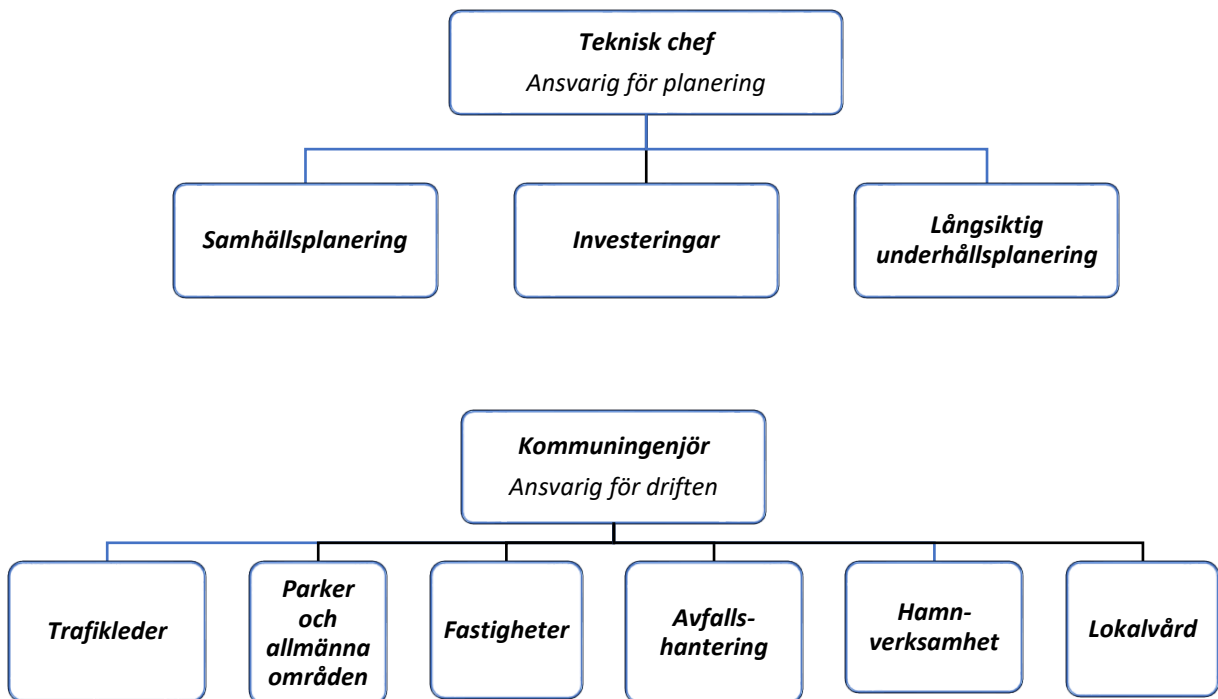 Teknisk chef
Ansvarig för planering
Samhällsplanering
Investeringar
Långsiktig
underhållsplanering
Kommuningenjör
Ansvarig för driften
Trafikleder
Parker
och
allmänna
områden
Fastigheter
Avfalls-
hantering
Hamn-
verksamhet
Lokalvård